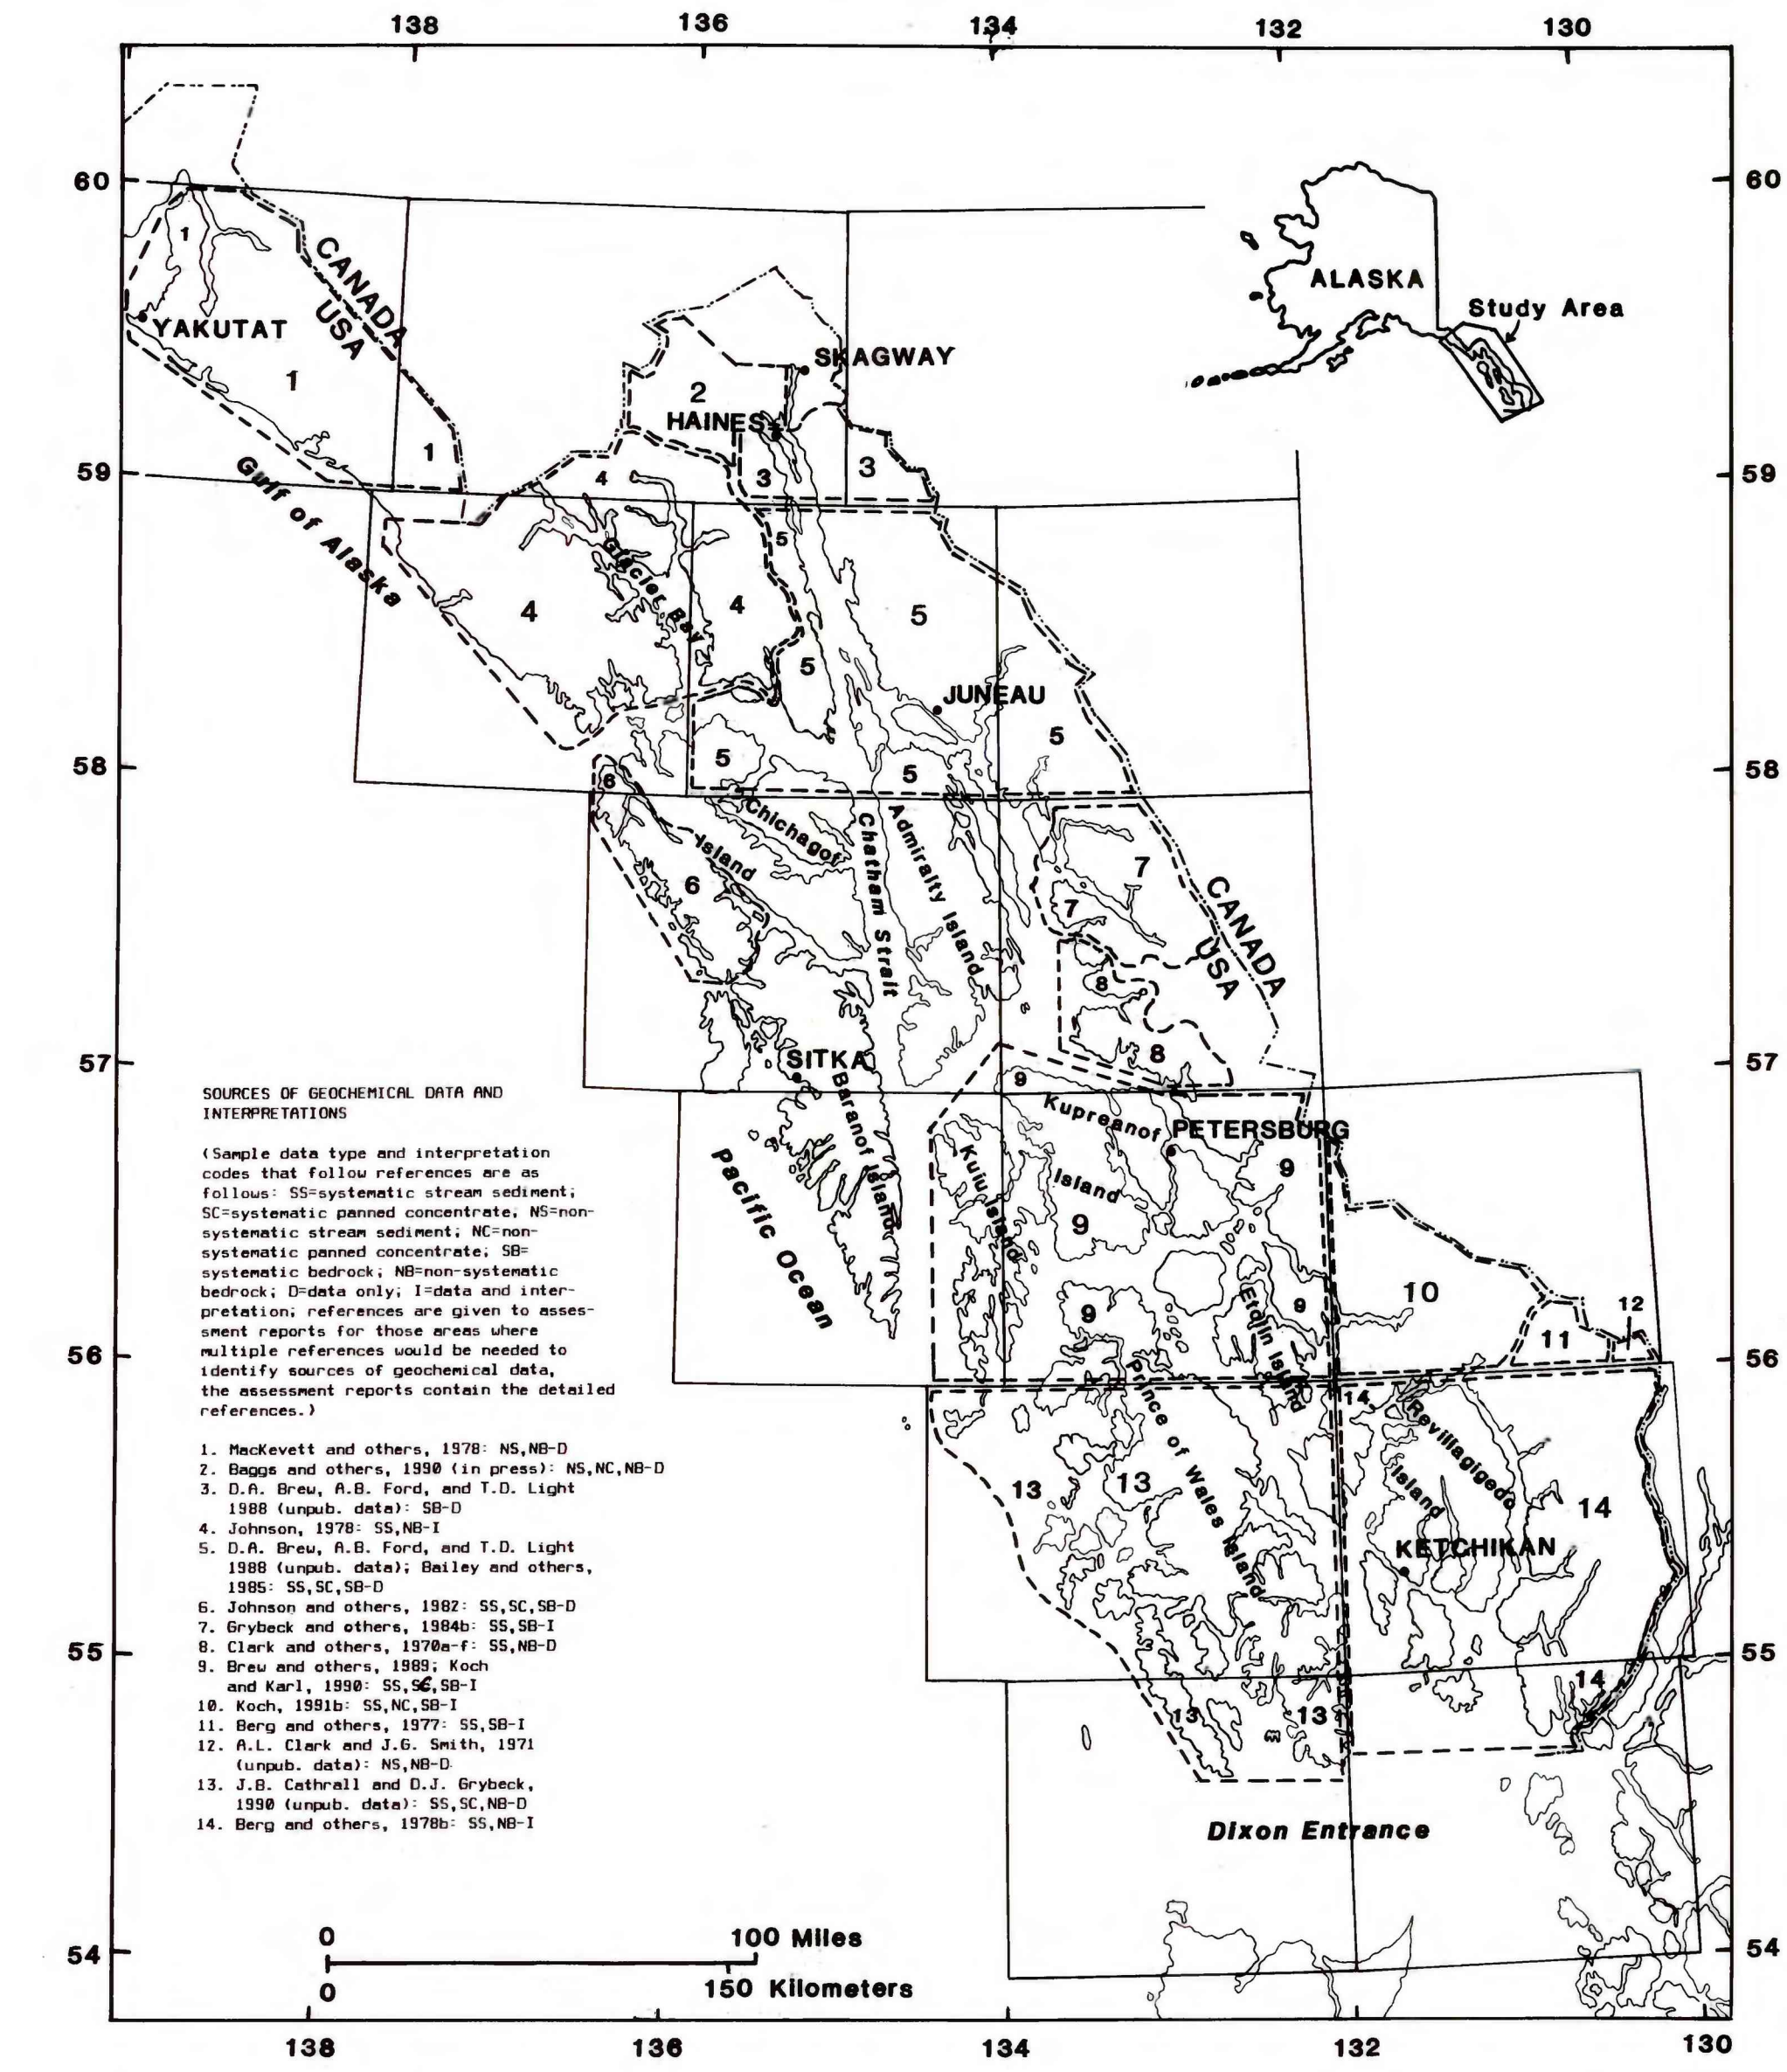 138 136 134 132 130
60 60
1
CANADA
USA
ALASKA
Study Area
YAKUTAT
1
SKAGWAY
2
HAINES
1
3
3
59 59
4
Gulf of Alaska
5
Glacier Bay
4
4
5
5
JUNEAU
5
5
5
58 58
6
Chichagof
Island
Chatham Strait
Admiralty Island
7
6
7
CANADA
USA
8
8
57 57
SITKA
9
Baranof Island
Kupreanof
Island
PETERSBURG
9
Kuiu Island
9
Pacific Ocean
10
12
11
9
9
Etolin Island
56 56
Prince of Wales Island
14
Revillagigedo
Island
13
13
14
KETCHIKAN
55 55
14
13
13
SOURCES OF GEOCHEMICAL DATA AND
INTERPRETATIONS
(Sample data type and interpretation
codes that follow references are as
follows: SS=systematic stream sediment;
SC=systematic panned concentrate, NS=non-
systematic stream sediment; NC=non-
systematic panned concentrate; SB=
systematic bedrock; NB=non-systematic
bedrock; D=data only; I=data and inter-
pretation; references are given to asses-
sment reports for those areas where
multiple references would be needed to
identify sources of geochemical data,
the assessment reports contain the detailed
references.)
1. MacKevett and others, 1978: NS,NB-D
2. Baggs and others, 1990 (in press): NS,NC,NB-D
3. D.A. Brew, A.B. Ford, and T.D. Light
1988 (unpub. data): SB-D
4. Johnson, 1978: SS,NB-I
5. D.A. Brew, A.B. Ford, and T.D. Light
1988 (unpub. data); Bailey and others,
1985: SS,SC,SB-D
6. Johnson and others, 1982: SS,SC,SB-D
7. Grybeck and others, 1984b: SS,SB-I
8. Clark and others, 1970a-f: SS,NB-D
9. Brew and others, 1989; Koch
and Karl, 1990: SS,SC,SB-I
10. Koch, 1991b: SS,NC,SB-I
11. Berg and others, 1977: SS,SB-I
12. A.L. Clark and J.G. Smith, 1971
(unpub. data): NS,NB-D
13. J.B. Cathrall and D.J. Grybeck,
1990 (unpub. data): SS,SC,NB-D
14. Berg and others, 1978b: SS,NB-I
Dixon Entrance
0 100 Miles
0 150 Kilometers
54 54
138 136 134 132 130